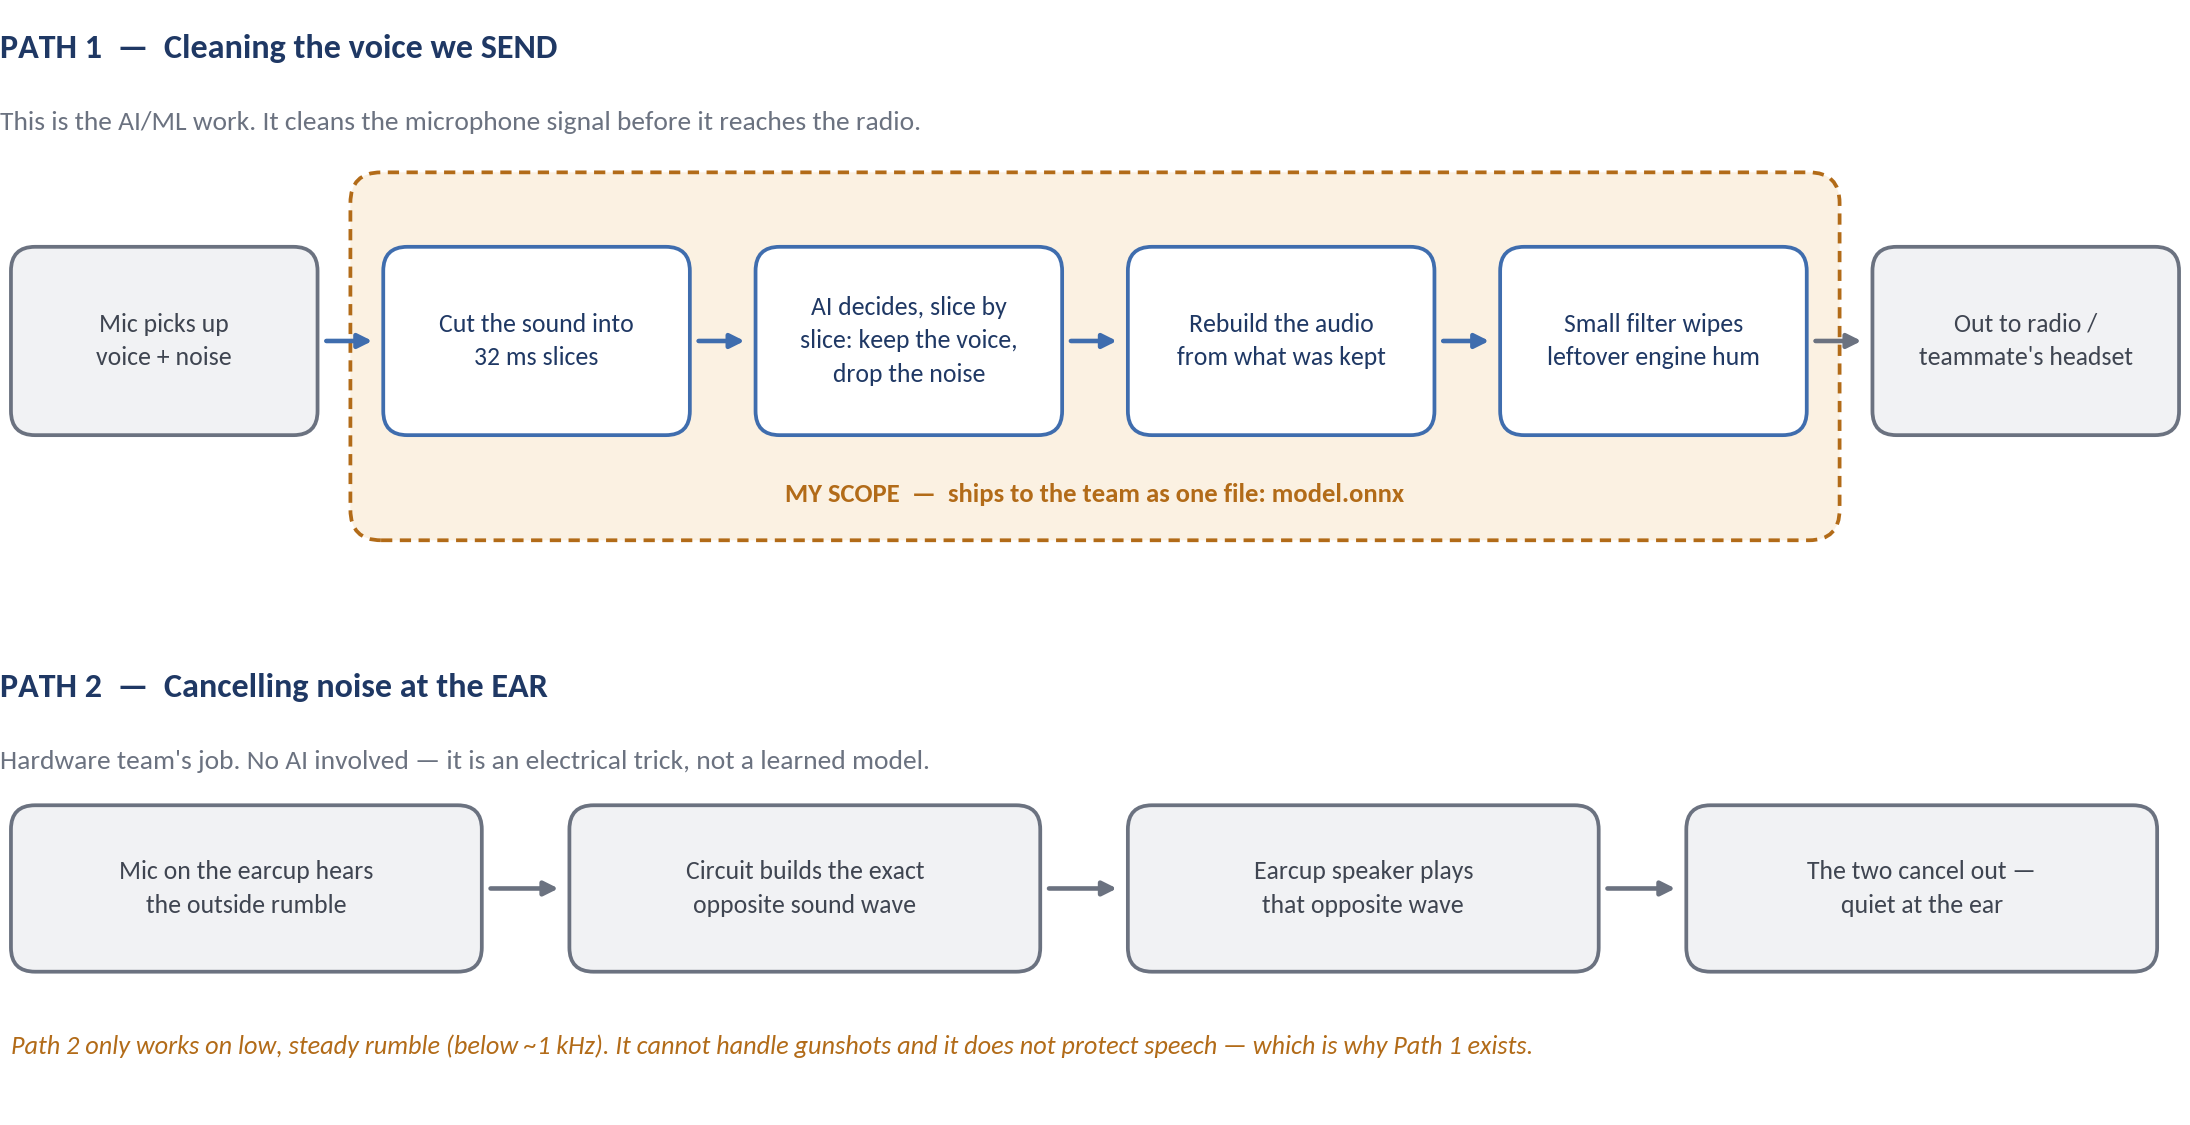 PATH 1 — Cleaning the voice we SEND
This is the AI/ML work. It cleans the microphone signal before it reaches the radio.
Mic picks up
voice + noise
Cut the sound into
32 ms slices
AI decides, slice by
slice: keep the voice,
drop the noise
Rebuild the audio
from what was kept
Small filter wipes
leftover engine hum
Out to radio /
teammate's headset
MY SCOPE — ships to the team as one file: model.onnx
PATH 2 — Cancelling noise at the EAR
Hardware team's job. No AI involved — it is an electrical trick, not a learned model.
Mic on the earcup hears
the outside rumble
Circuit builds the exact
opposite sound wave
Earcup speaker plays
that opposite wave
The two cancel out —
quiet at the ear
Path 2 only works on low, steady rumble (below ~1 kHz). It cannot handle gunshots and it does not protect speech — which is why Path 1 exists.